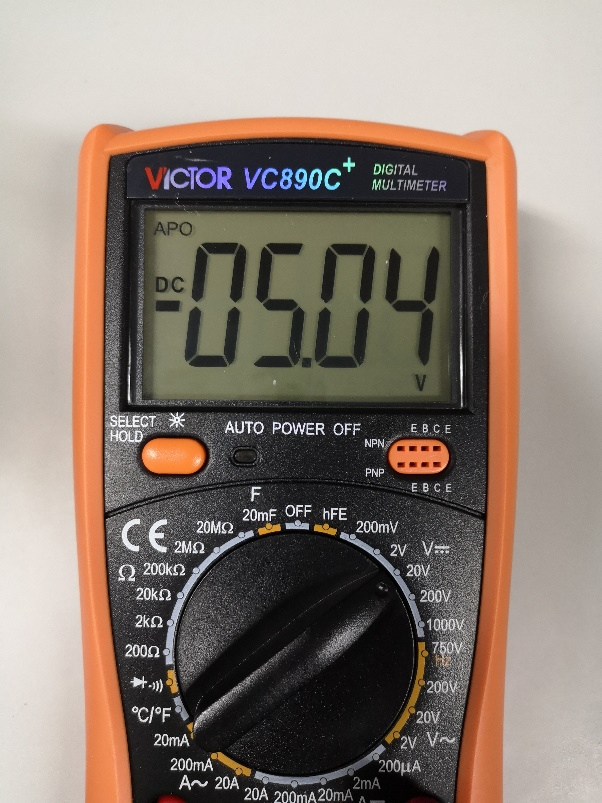 VICTOR VC890C+ DIGITAL MULTIMETER
APO
DC
-05.04
V
SELECT
HOLD
AUTO POWER OFF
E B C E
NPN
PNP
E B C E
F
20mF
OFF
hFE
200mV
2V
V
20V
200V
1000V
750V
Hz
200V
20V
2V
V~
200μA
2mA
20mA
200mA
20A
A~
20A
200mA
20mA
°C/°F
200Ω
2kΩ
20kΩ
Ω
200kΩ
2MΩ
20MΩ
CE